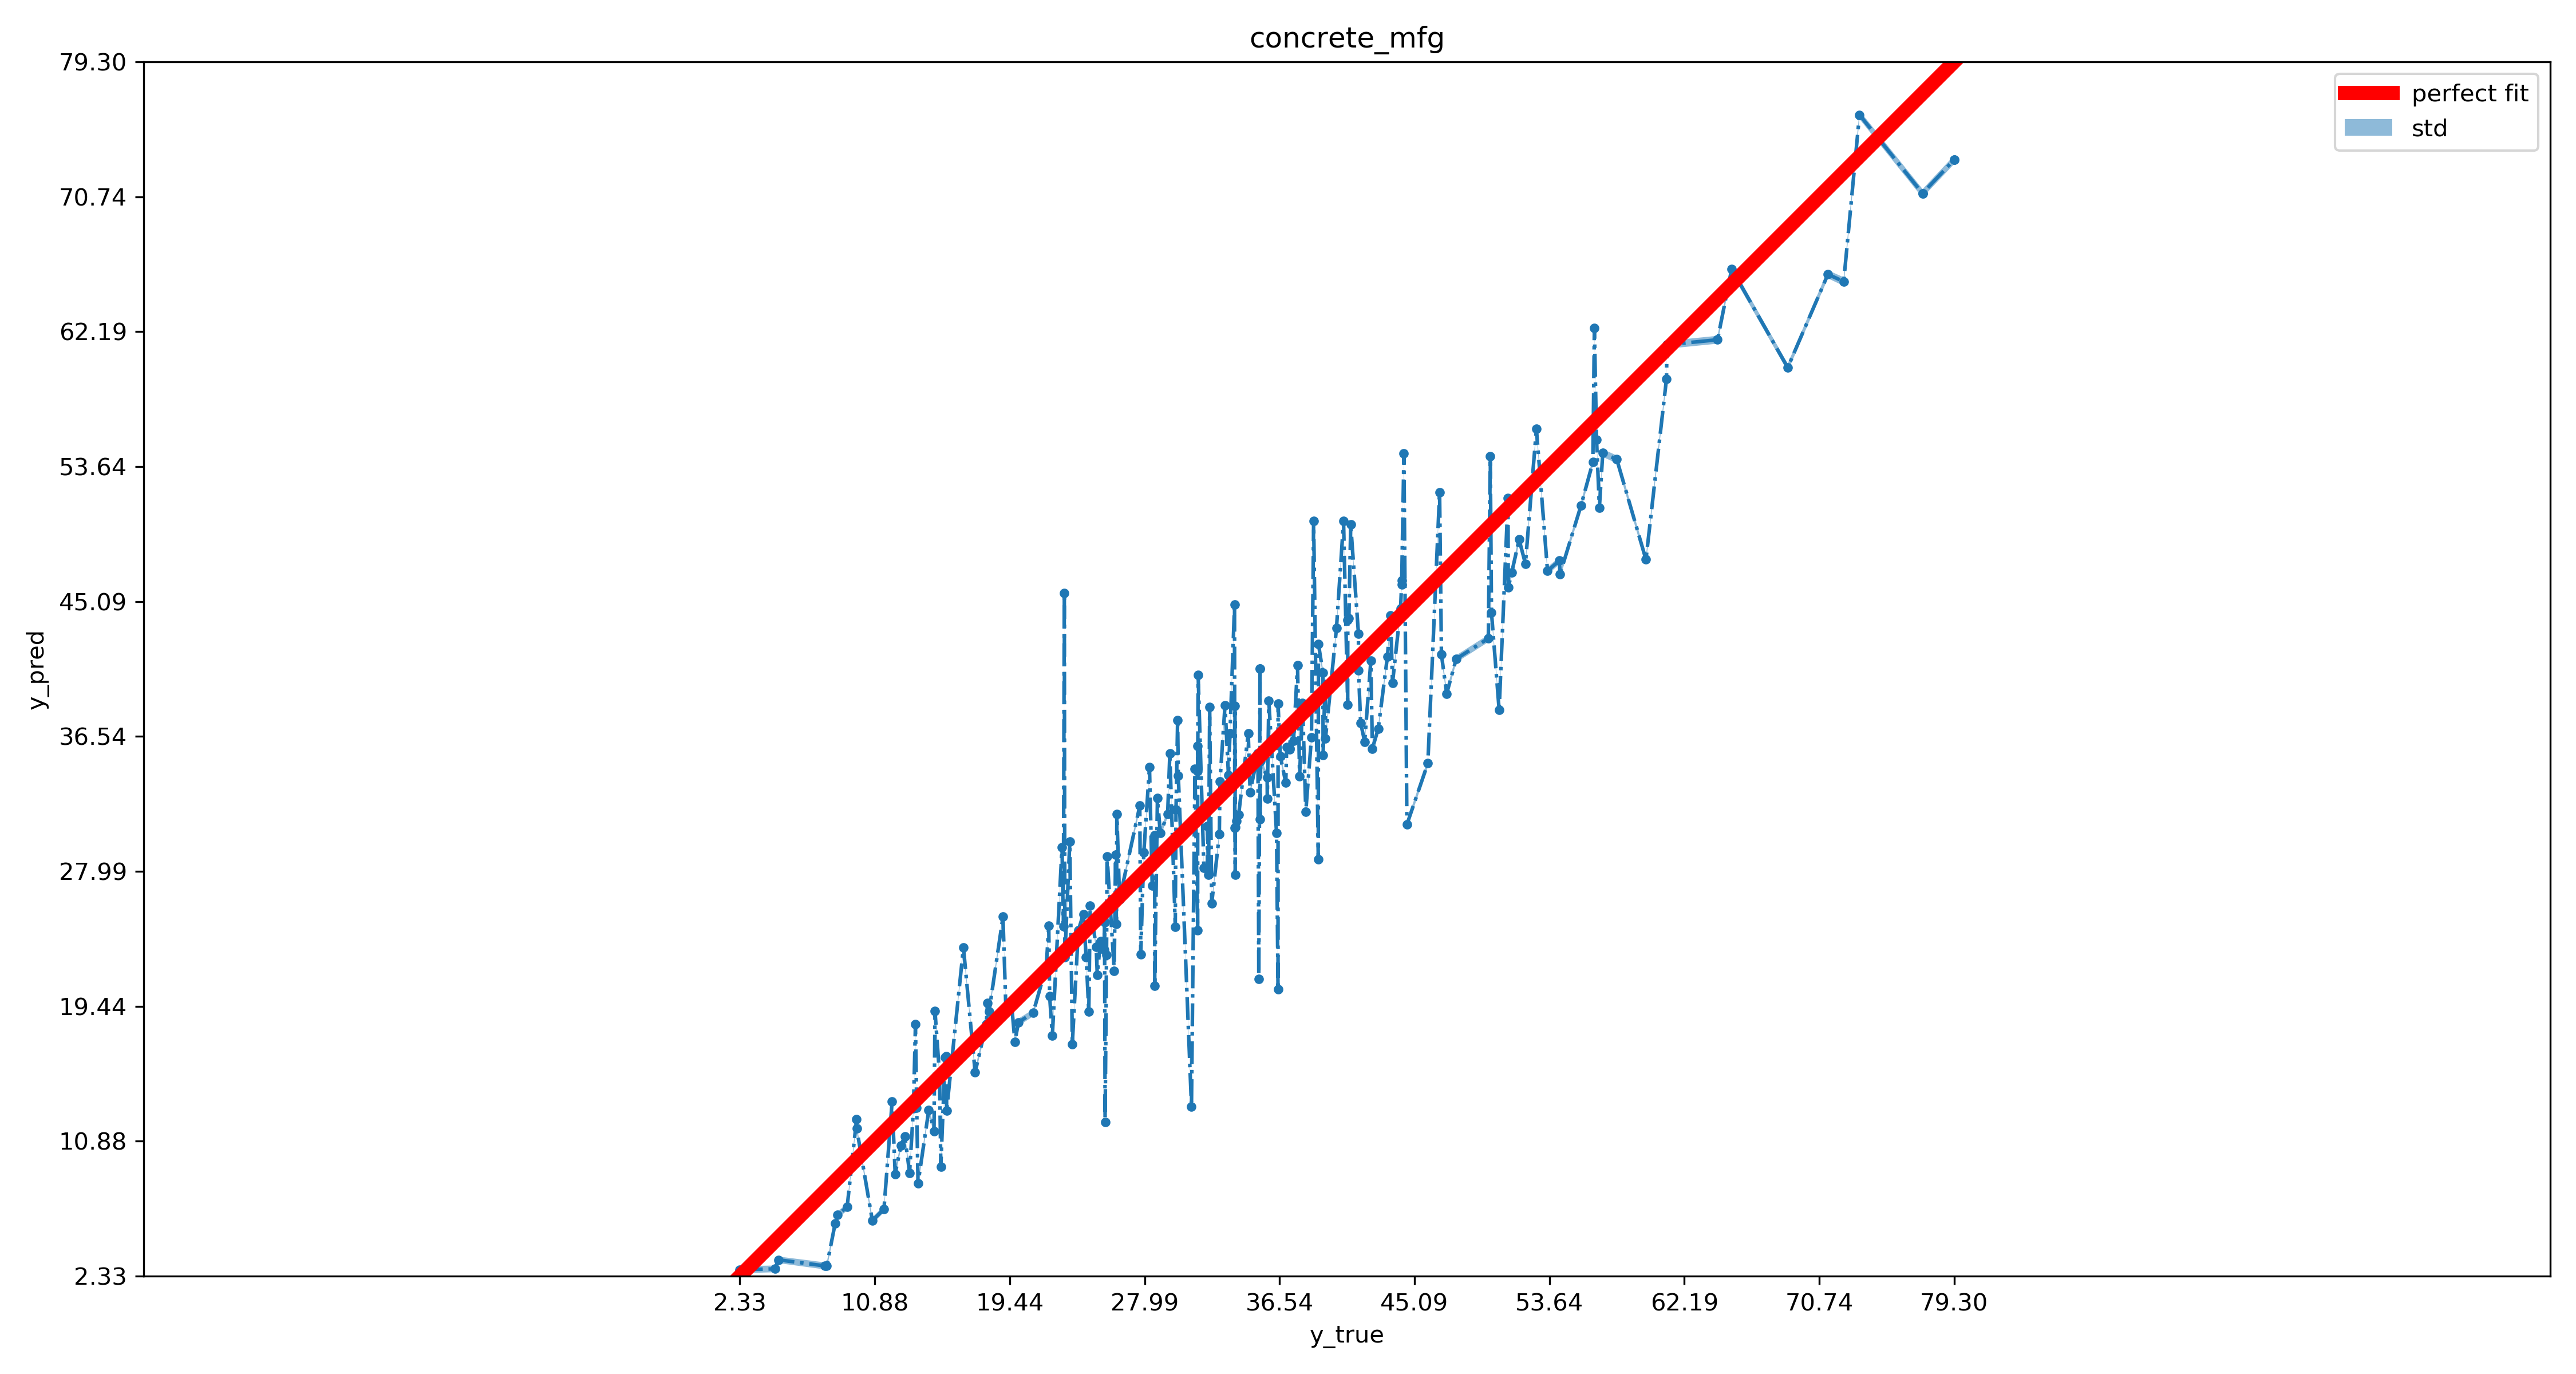 concrete_mfg
79.30
70.74
62.19
53.64
45.09
36.54
27.99
19.44
10.88
2.33
y_pred
perfect fit
std
2.33 10.88 19.44 27.99 36.54 45.09 53.64 62.19 70.74 79.30
y_true